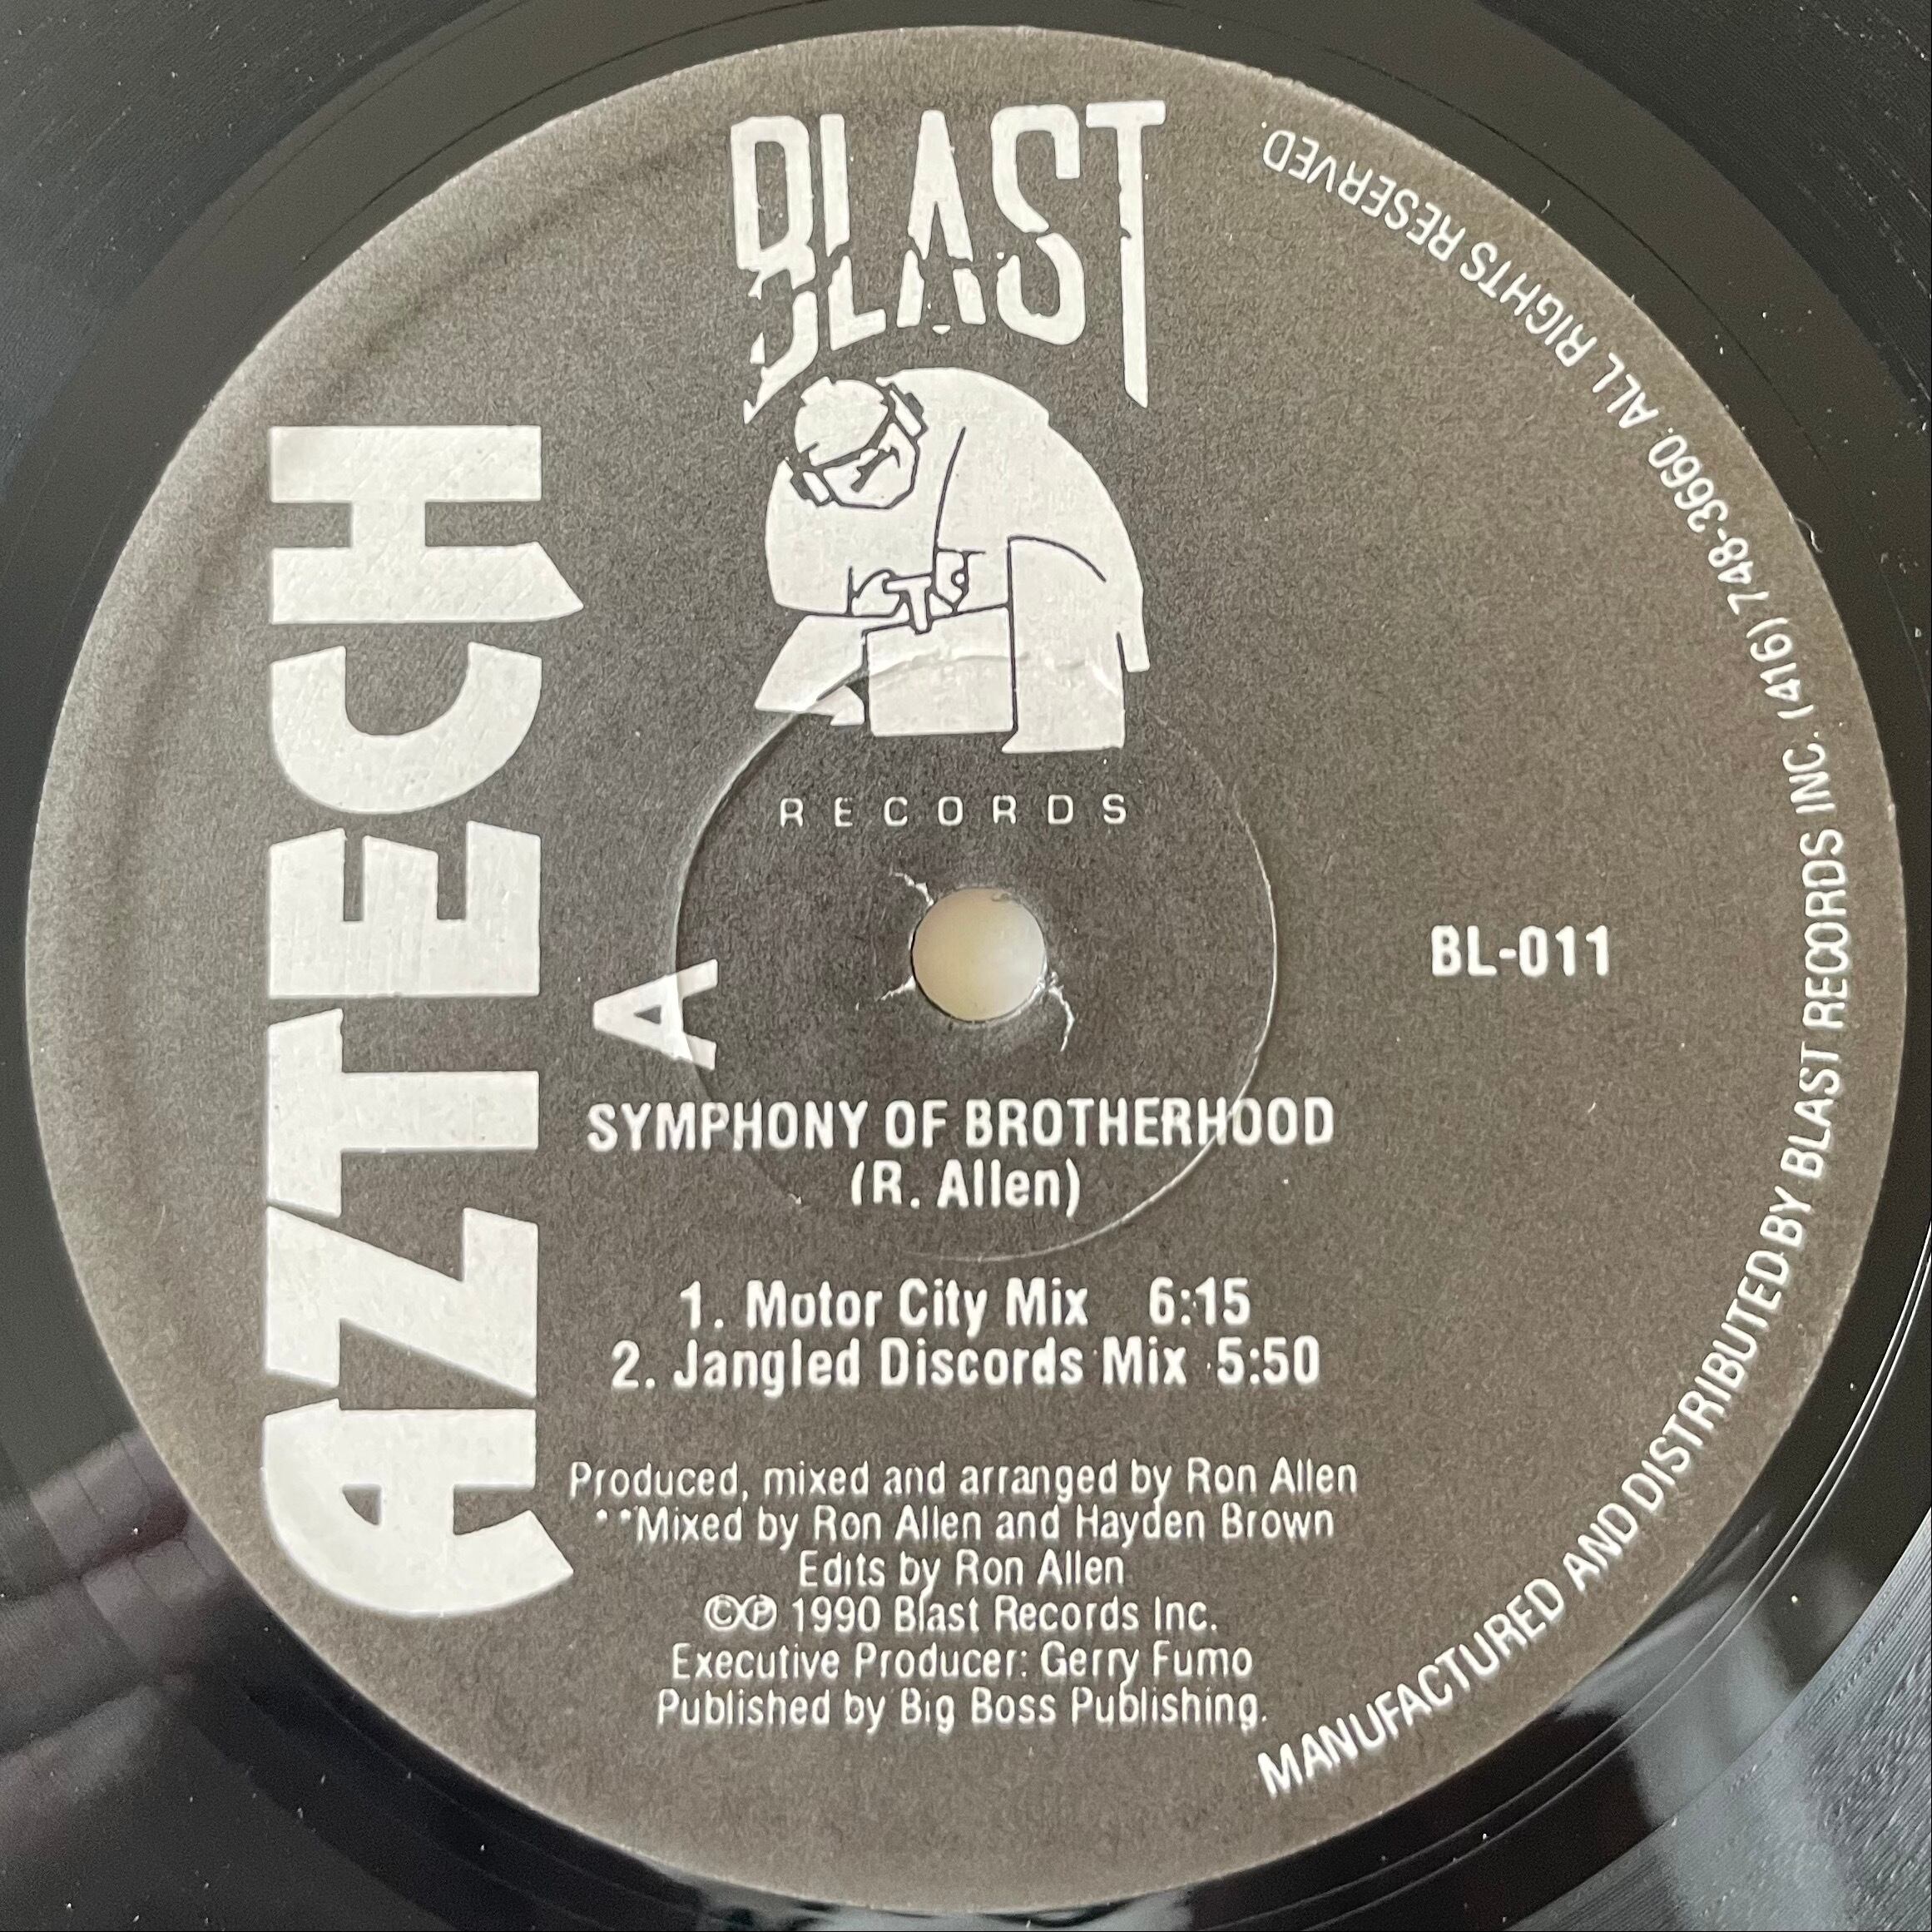 BLAST
RECORDS
AZTECH
BL-011
A
SYMPHONY OF BROTHERHOOD
(R. Allen)
1. Motor City Mix 6:15
2. Jangled Discords Mix 5:50
Produced, mixed and arranged by Ron Allen
**Mixed by Ron Allen and Hayden Brown
Edits by Ron Allen
©℗ 1990 Blast Records Inc.
Executive Producer: Gerry Fumo
Published by Big Boss Publishing.
MANUFACTURED AND DISTRIBUTED BY BLAST RECORDS INC. (416) 748-3660. ALL RIGHTS RESERVED